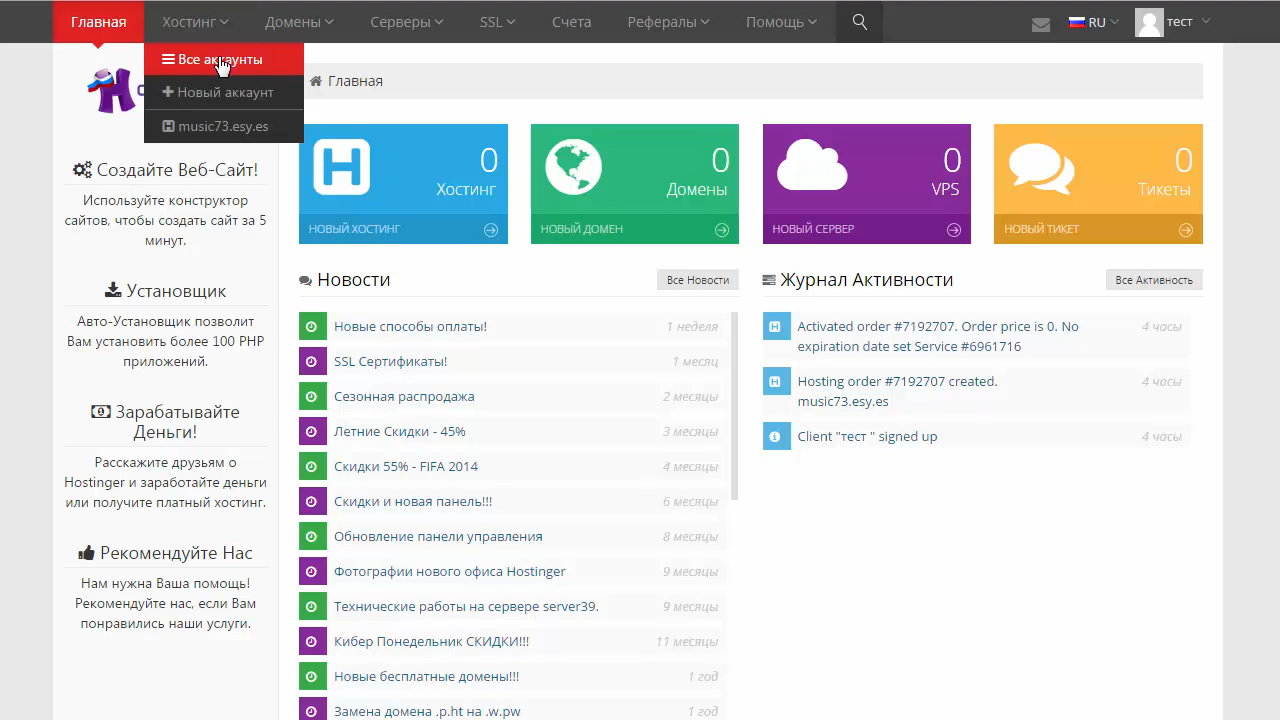 Главная
Хостинг
Домены
Серверы
SSL
Счета
Рефералы
Помощь
RU
тест
Все аккаунты
Новый аккаунт
music73.esy.es
Создайте Веб-Сайт!
Используйте конструктор
сайтов, чтобы создать сайт за 5
минут.
Установщик
Авто-Установщик позволит
Вам установить более 100 PHP
приложений.
Зарабатывайте
Деньги!
Расскажите друзьям о
Hostinger и заработайте деньги
или получите платный хостинг.
Рекомендуйте Нас
Нам нужна Ваша помощь!
Рекомендуйте нас, если Вам
понравились наши услуги.
Главная
0
Хостинг
НОВЫЙ ХОСТИНГ
0
Домены
НОВЫЙ ДОМЕН
0
VPS
НОВЫЙ СЕРВЕР
0
Тикеты
НОВЫЙ ТИКЕТ
Новости
Все Новости
Новые способы оплаты! 1 неделя
SSL Сертификаты! 1 месяц
Сезонная распродажа 2 месяцы
Летние Скидки - 45% 3 месяцы
Скидки 55% - FIFA 2014 4 месяцы
Скидки и новая панель!!! 6 месяцы
Обновление панели управления 8 месяцы
Фотографии нового офиса Hostinger 9 месяцы
Технические работы на сервере server39. 9 месяцы
Кибер Понедельник СКИДКИ!!! 11 месяцы
Новые бесплатные домены!!! 1 год
Замена домена .p.ht на .w.pw 1 год
Журнал Активности
Все Активность
Activated order #7192707. Order price is 0. No 4 часы
expiration date set Service #6961716
Hosting order #7192707 created. 4 часы
music73.esy.es
Client "тест " signed up 4 часы